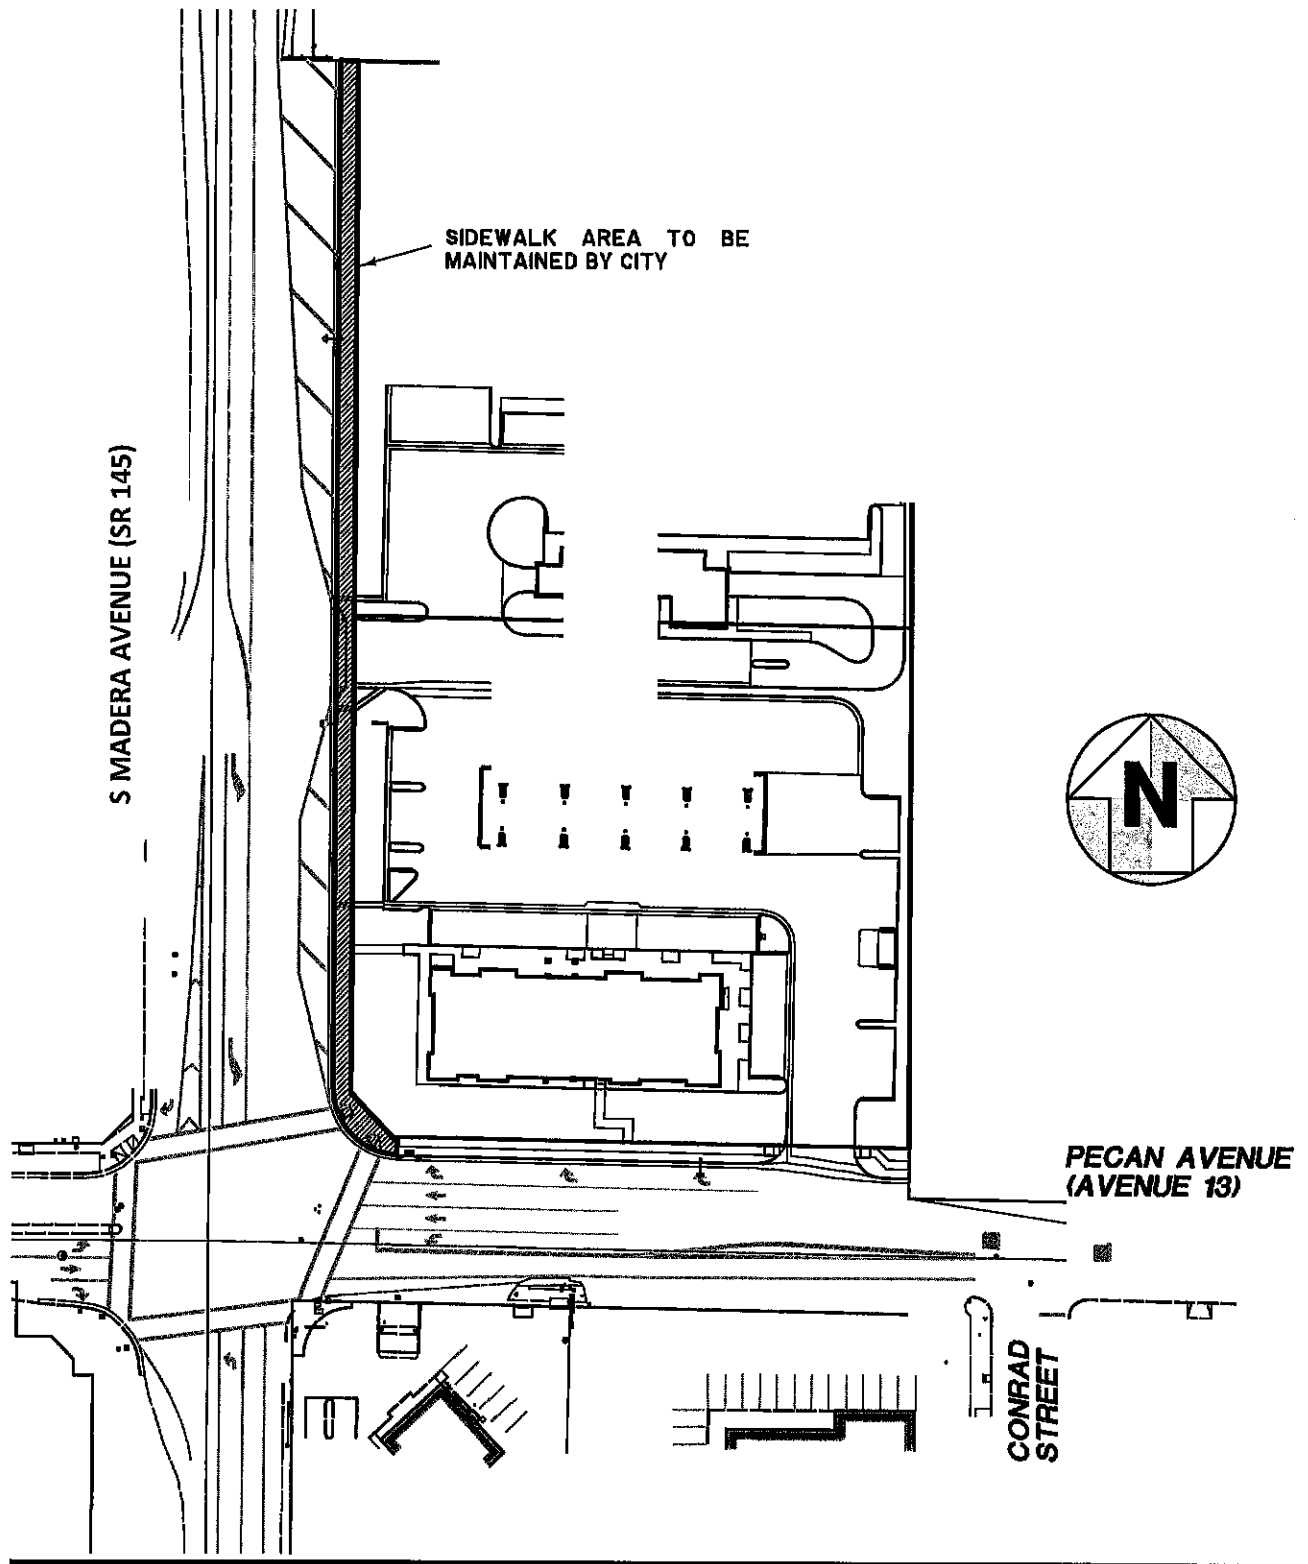 SIDEWALK AREA TO BE
MAINTAINED BY CITY
S MADERA AVENUE (SR 145)
N
PECAN AVENUE
(AVENUE 13)
CONRAD
STREET